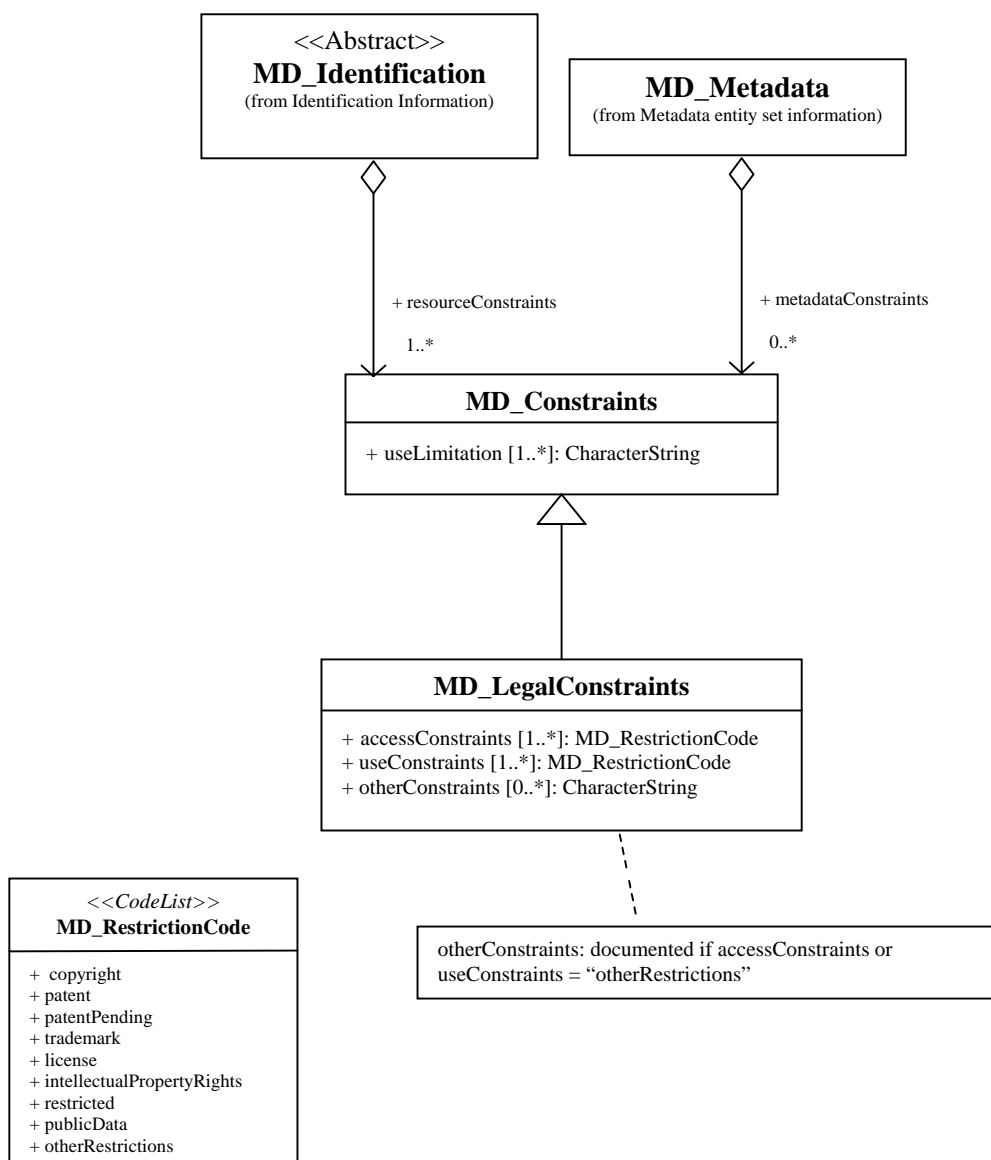 <<Abstract>>
MD_Identification
(from Identification Information)
MD_Metadata
(from Metadata entity set information)
+ resourceConstraints
1..*
+ metadataConstraints
0..*
MD_Constraints
+ useLimitation [1..*]: CharacterString
MD_LegalConstraints
+ accessConstraints [1..*]: MD_RestrictionCode
+ useConstraints [1..*]: MD_RestrictionCode
+ otherConstraints [0..*]: CharacterString
otherConstraints: documented if accessConstraints or
useConstraints = “otherRestrictions”
<<CodeList>>
MD_RestrictionCode
+ copyright
+ patent
+ patentPending
+ trademark
+ license
+ intellectualPropertyRights
+ restricted
+ publicData
+ otherRestrictions